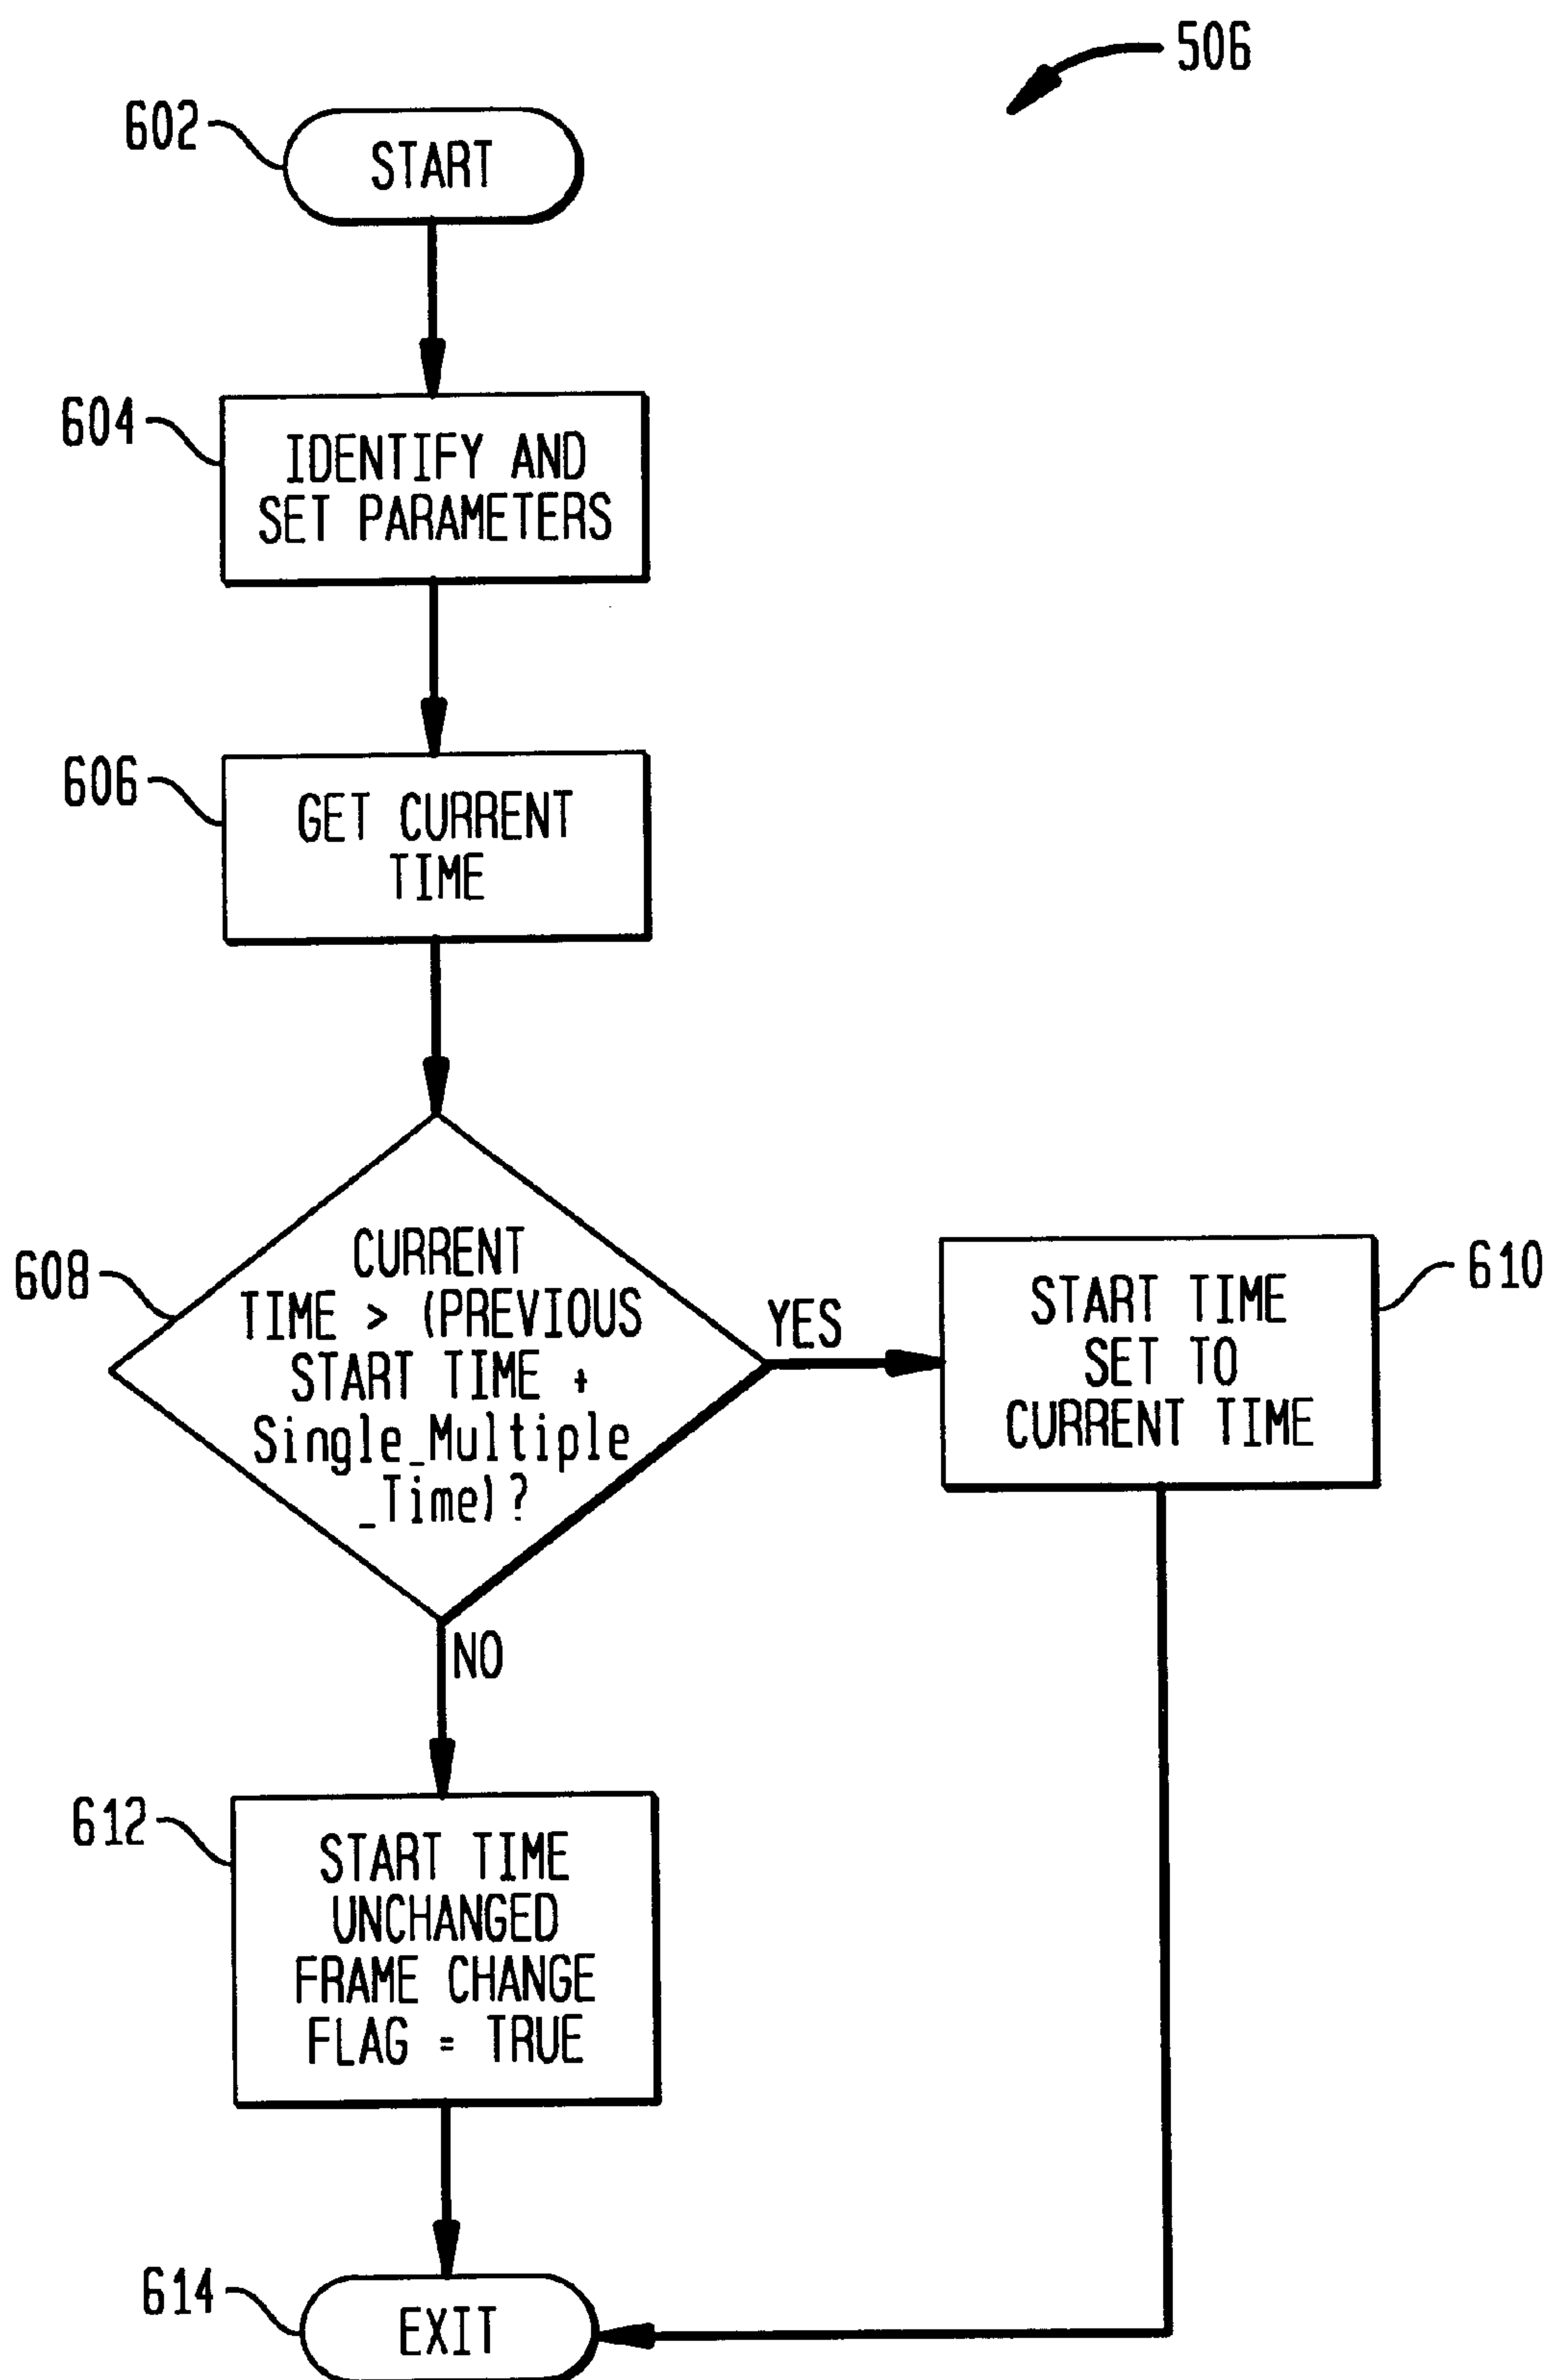 506
602
START
604
IDENTIFY AND
SET PARAMETERS
606
GET CURRENT
TIME
608
CURRENT
TIME > (PREVIOUS
START TIME +
Single_Multiple
_Time)?
YES
610
START TIME
SET TO
CURRENT TIME
NO
612
START TIME
UNCHANGED
FRAME CHANGE
FLAG = TRUE
614
EXIT